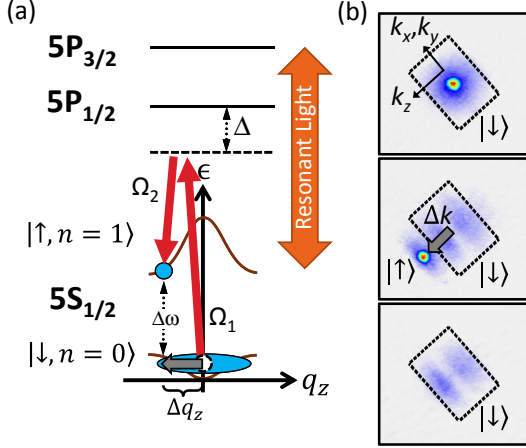 (a)
5P3/2
5P1/2
Δ
Resonant Light
ϵ
Ω2
|↑, n = 1⟩
5S1/2
Δω
Ω1
|↓, n = 0⟩
Δqz
qz
(b)
kx,ky
kz
|↓⟩
Δk
|↑⟩
|↓⟩
|↓⟩